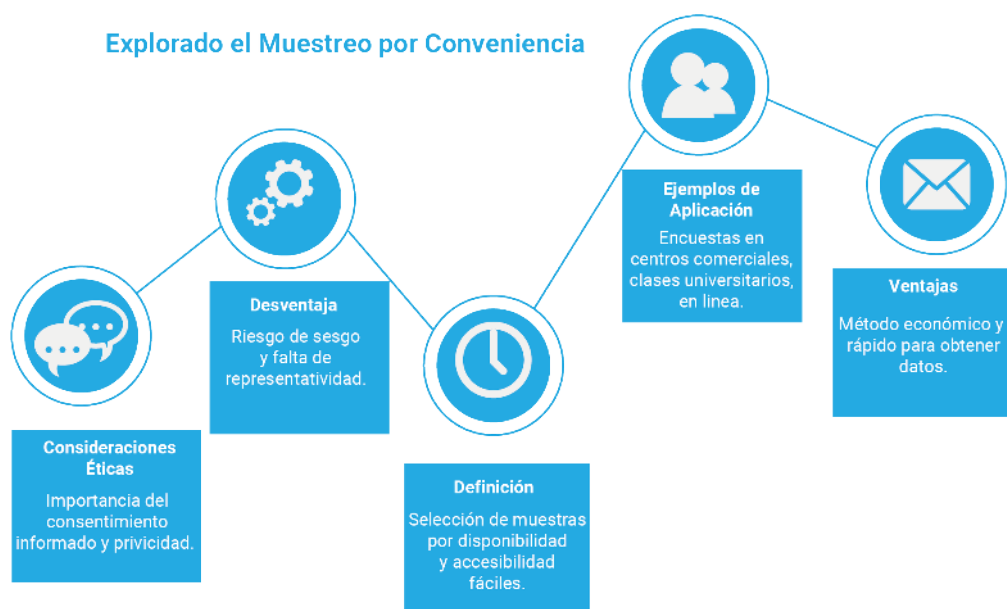 Explorado el Muestreo por Conveniencia
Consideraciones
Éticas
Importancia del
consentimiento
informado y prividad.
Desventaja
Riesgo de sesgo
y falta de
representatividad.
Definición
Selección de muestras
por disponibilidad
y accesibilidad
fáciles.
Ejemplos de
Aplicación
Encuestas en
centros comerciales,
clases universitarios,
en linea.
Ventajas
Método económico y
rápido para obtener
datos.